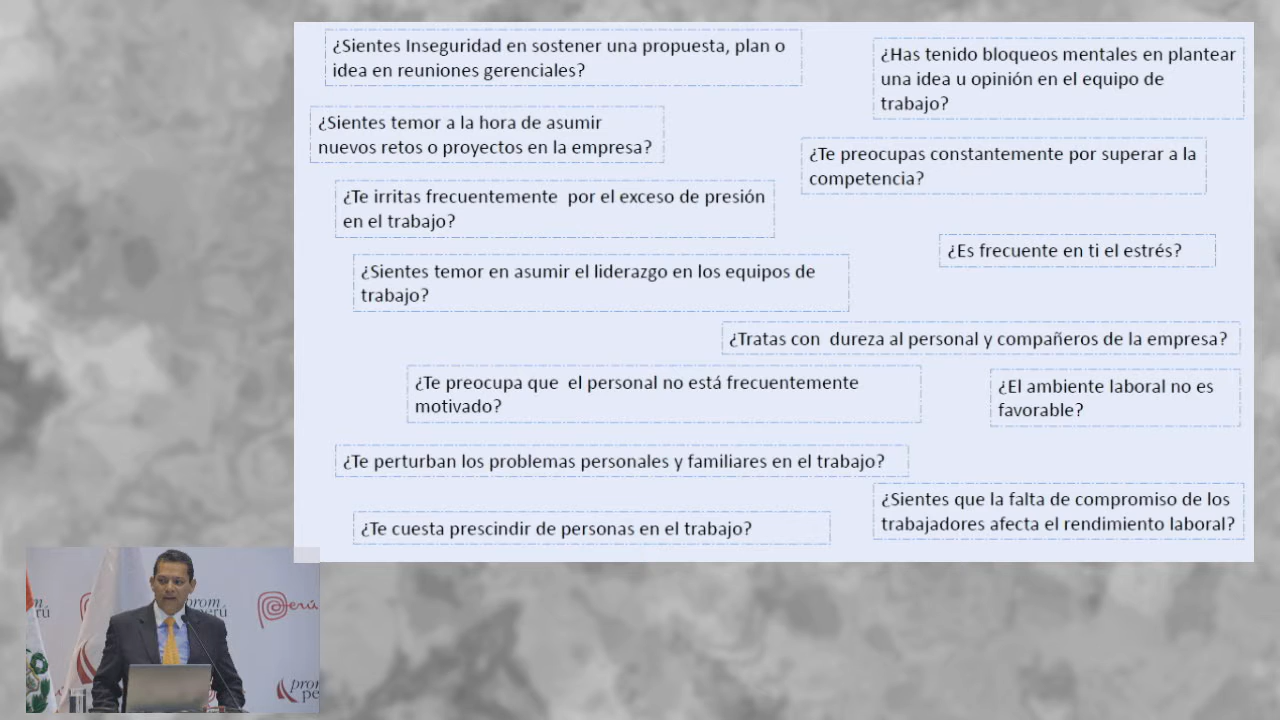 ¿Sientes Inseguridad en sostener una propuesta, plan o
idea en reuniones gerenciales?
¿Has tenido bloqueos mentales en plantear
una idea u opinión en el equipo de
trabajo?
¿Sientes temor a la hora de asumir
nuevos retos o proyectos en la empresa?
¿Te preocupas constantemente por superar a la
competencia?
¿Te irritas frecuentemente  por el exceso de presión
en el trabajo?
¿Es frecuente en ti el estrés?
¿Sientes temor en asumir el liderazgo en los equipos de
trabajo?
¿Tratas con  dureza al personal y compañeros de la empresa?
¿Te preocupa que  el personal no está frecuentemente
motivado?
¿El ambiente laboral no es
favorable?
¿Te perturban los problemas personales y familiares en el trabajo?
¿Sientes que la falta de compromiso de los
trabajadores afecta el rendimiento laboral?
¿Te cuesta prescindir de personas en el trabajo?
prom
perú
Perú
prom
pe